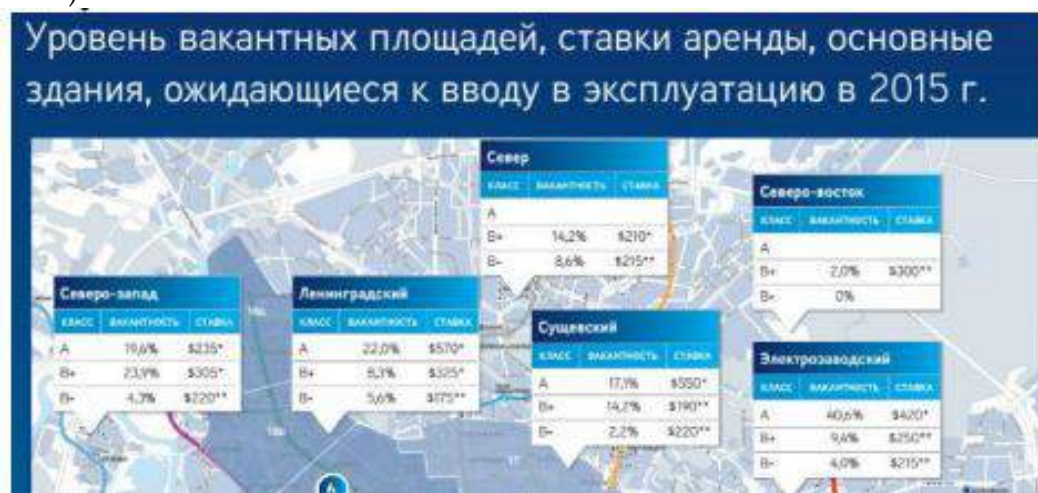 Уровень вакантных площадей, ставки аренды, основные
здания, ожидающиеся к вводу в эксплуатацию в 2015 г.
Север
КЛАСС ВАКАНТНОСТЬ СТАВКА
A
B+ 14,2% $210*
B- 8,6% $215**
Северо-восток
КЛАСС ВАКАНТНОСТЬ СТАВКА
A
B+ 2,0% $300**
B- 0%
Северо-запад
КЛАСС ВАКАНТНОСТЬ СТАВКА
A 19,6% $235*
B+ 23,9% $305*
B- 4,3% $220**
Ленинградский
КЛАСС ВАКАНТНОСТЬ СТАВКА
A 22,0% $570*
B+ 8,3% $325*
B- 5,6% $175**
Сущевский
КЛАСС ВАКАНТНОСТЬ СТАВКА
A 17,1% $550*
B+ 14,2% $190**
B- 2,2% $220**
Электрозаводский
КЛАСС ВАКАНТНОСТЬ СТАВКА
A 40,6% $420*
B+ 9,4% $250**
B- 4,0% $215**